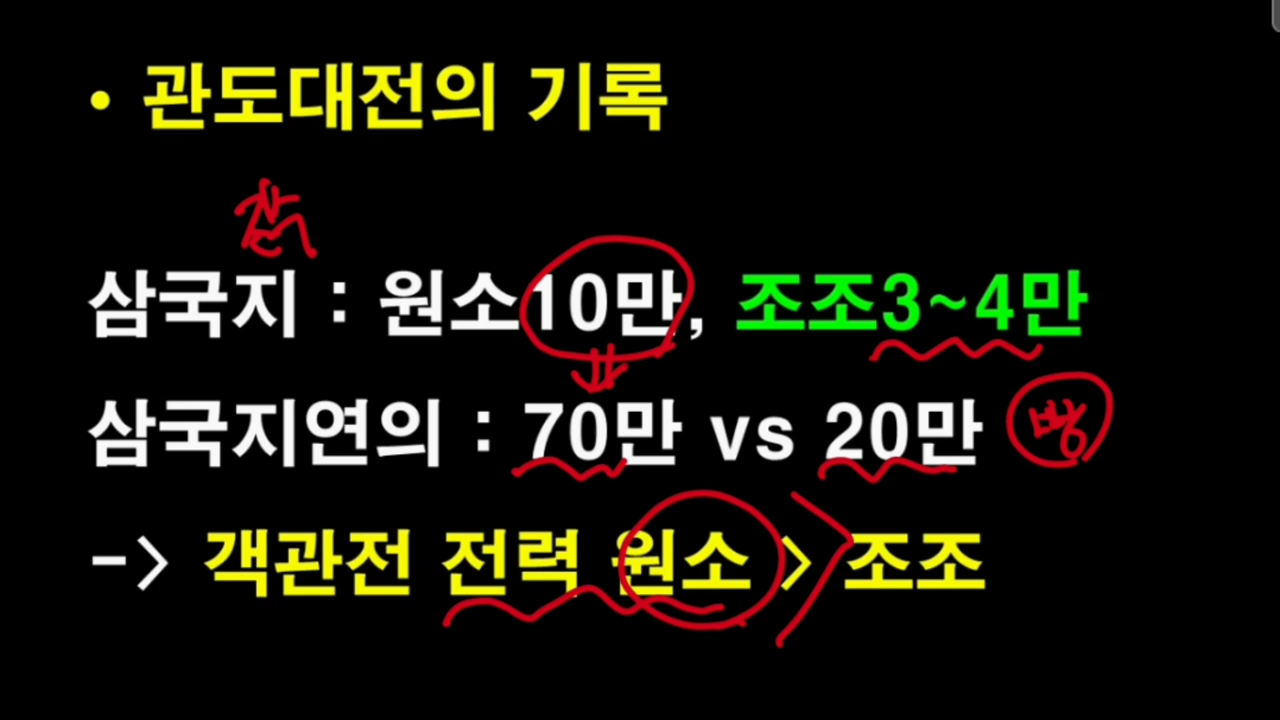 • 관도대전의 기록
삼국지 : 원소10만, 조조3~4만
삼국지연의 : 70만 vs 20만 뻥
-> 객관전 전력 원소 > 조조